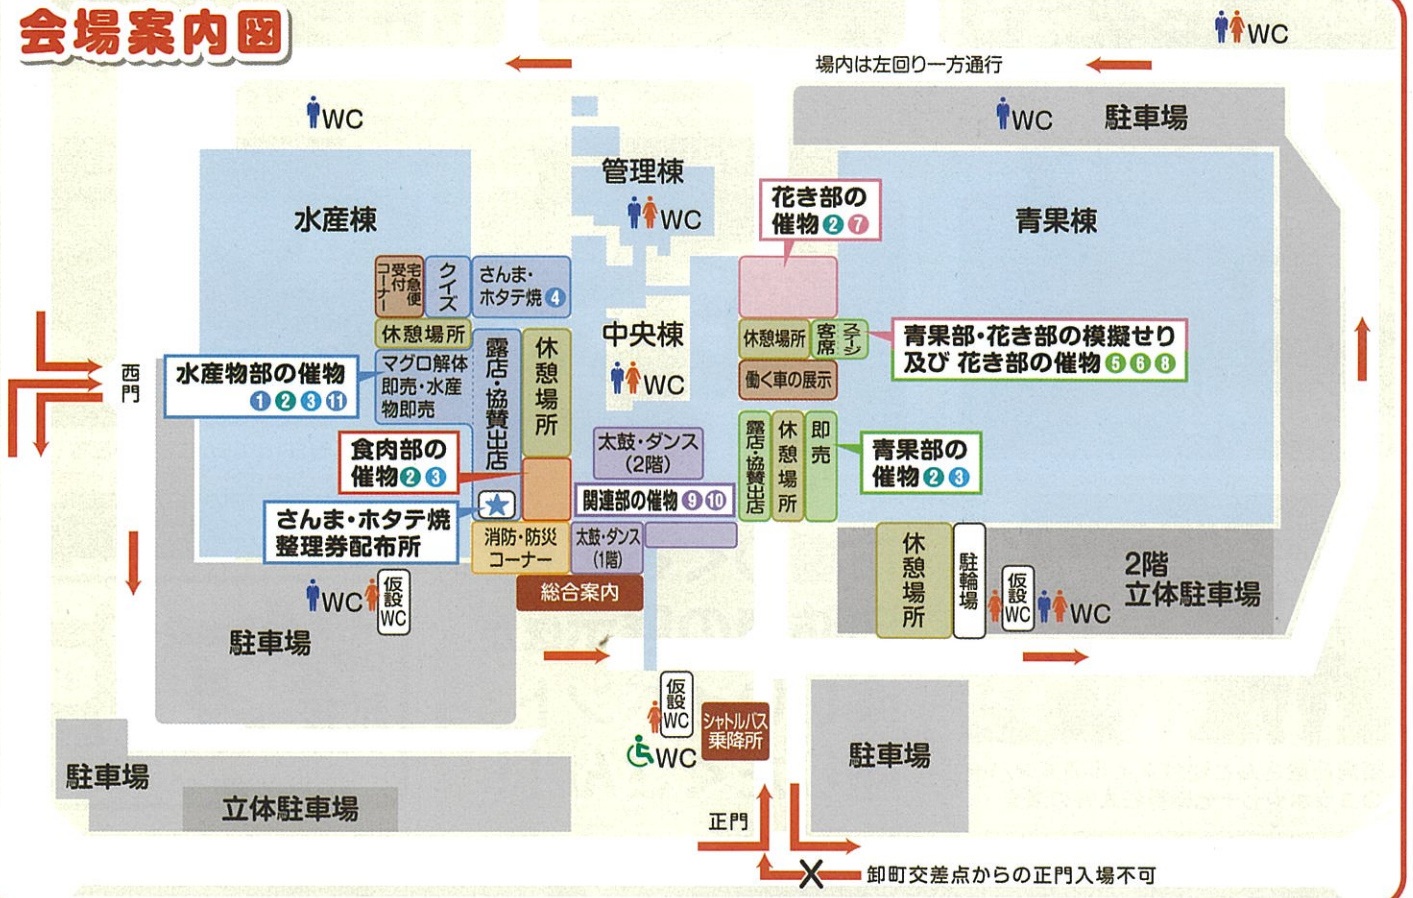 会場案内図
WC
場内は左回り一方通行
WC
WC
駐車場
管理棟
WC
水産棟
花き部の
催物②⑦
青果棟
宅急便
受付
コーナー
クイズ
さんま・
ホタテ焼④
休憩場所
露店・協賛出店
休憩場所
中央棟
WC
休憩場所
客席
ステージ
青果部・花き部の模擬せり
及び 花き部の催物⑤⑥⑧
働く車の展示
西門
水産物部の催物
①②③⑪
マグロ解体
即売・水産
物即売
食肉部の
催物②③
太鼓・ダンス
(2階)
関連部の催物⑨⑩
露店・協賛出店
休憩場所
即売
青果部の
催物②③
さんま・ホタテ焼
整理券配布所
消防・防災
コーナー
太鼓・ダンス
(1階)
総合案内
WC
仮設
WC
駐車場
休憩場所
駐輪場
仮設
WC
WC
2階
立体駐車場
仮設
WC
WC
シャトルバス
乗降所
駐車場
駐車場
立体駐車場
正門
卸町交差点からの正門入場不可